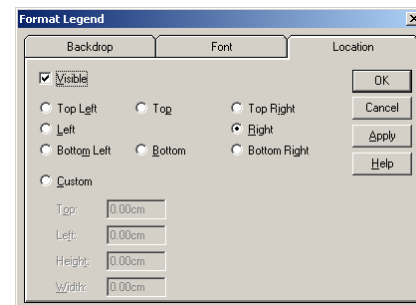 Format Legend
Backdrop Font Location
Visible OK
Top Left Top Top Right Cancel
Left Right Apply
Bottom Left Bottom Bottom Right Help
Custom
Top: 0.00cm
Left: 0.00cm
Height: 0.00cm
Width: 0.00cm